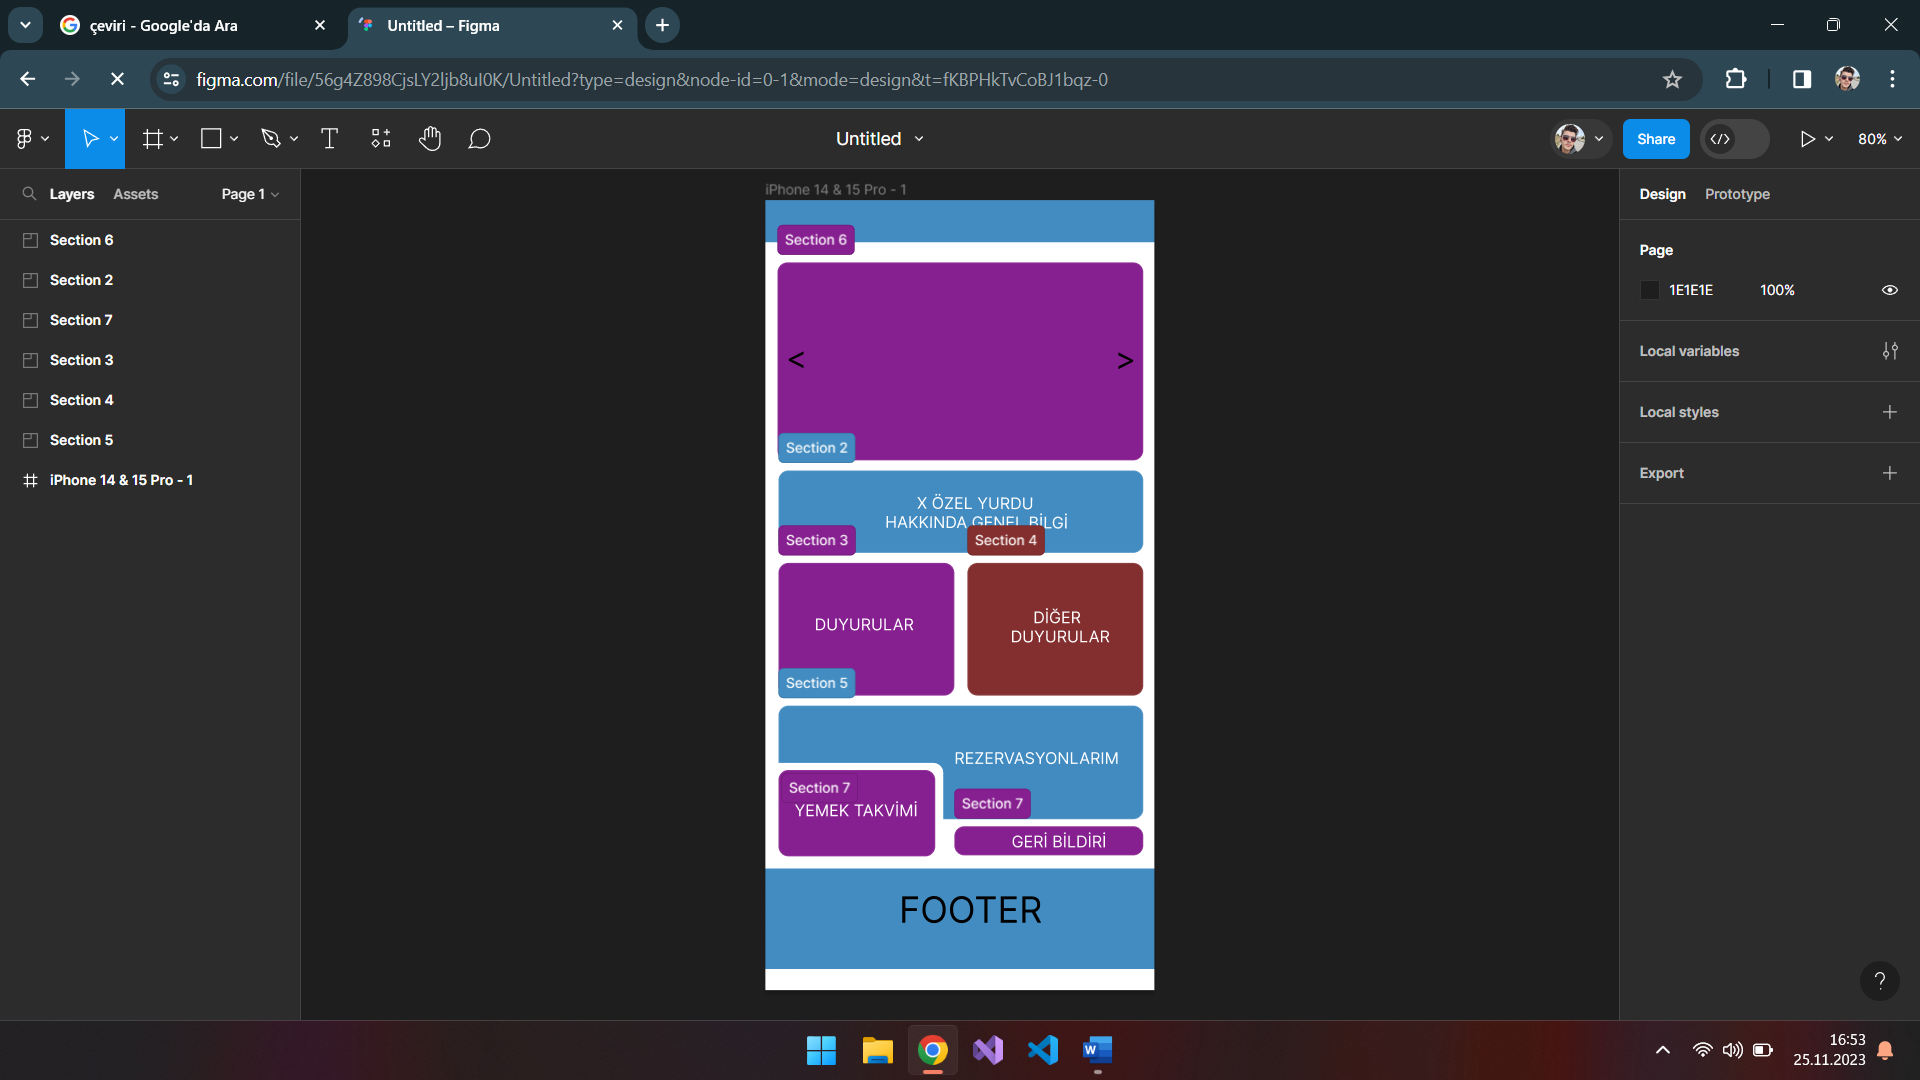 çeviri - Google'da Ara
Untitled – Figma
figma.com/file/56g4Z898CjsLY2ljb8uI0K/Untitled?type=design&node-id=0-1&mode=design&t=fKBPHkTvCoBJ1bqz-0
Untitled
Share
80%
Layers
Assets
Page 1
Section 6
Section 2
Section 7
Section 3
Section 4
Section 5
iPhone 14 & 15 Pro - 1
iPhone 14 & 15 Pro - 1
Section 6
<
>
Section 2
X ÖZEL YURDU
HAKKINDA GENEL BİLGİ
Section 3
Section 4
DUYURULAR
DİĞER
DUYURULAR
Section 5
REZERVASYONLARIM
Section 7
YEMEK TAKVİMİ
Section 7
GERİ BİLDİRİ
FOOTER
Design
Prototype
Page
1E1E1E
100%
Local variables
Local styles
Export
?
16:53
25.11.2023